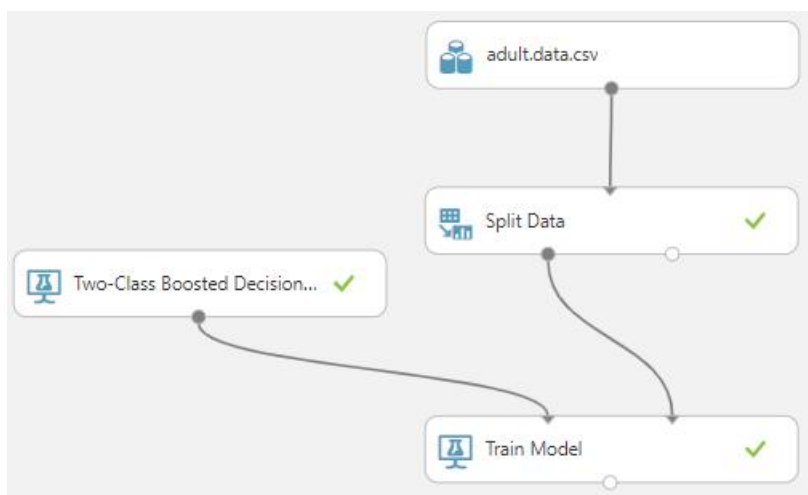 adult.data.csv
Split Data
Two-Class Boosted Decision...
Train Model